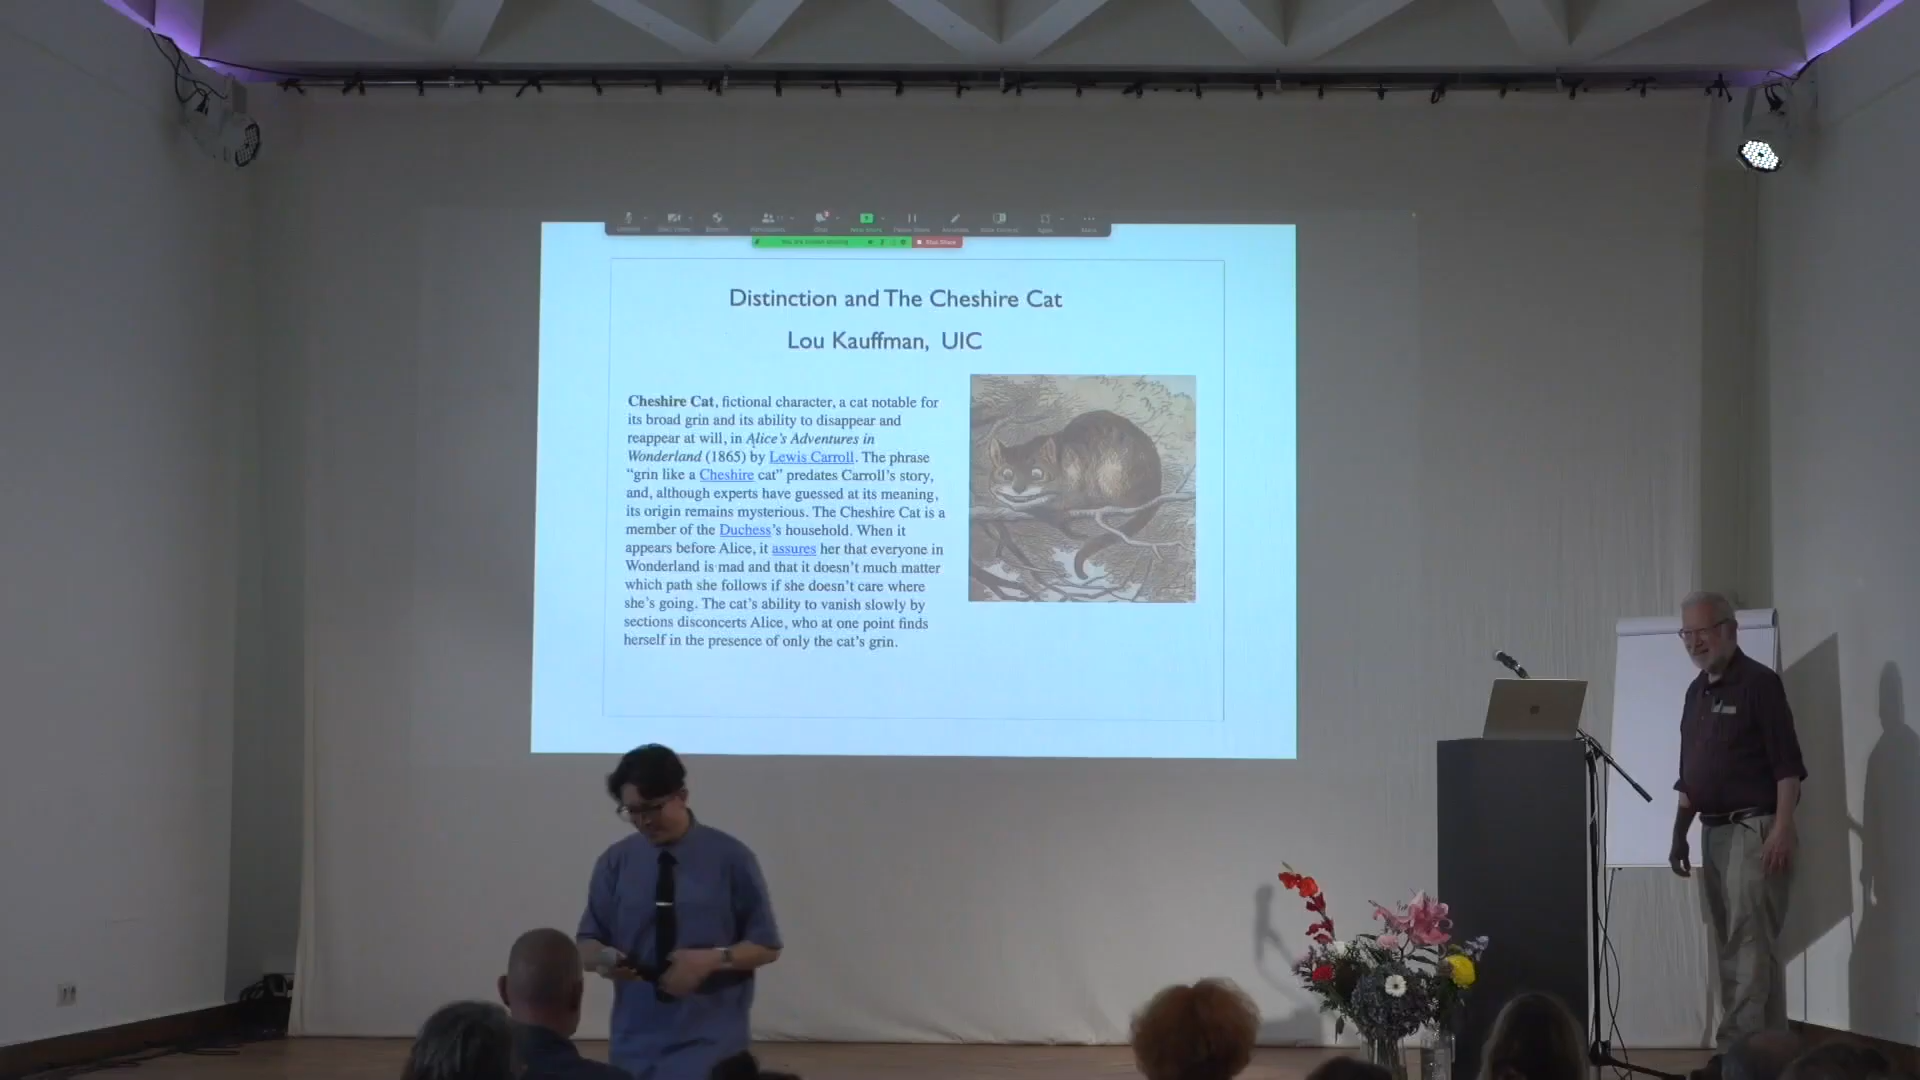 You are screen sharing
Stop Share
Distinction and The Cheshire Cat
Lou Kauffman, UIC
Cheshire Cat, fictional character, a cat notable for
its broad grin and its ability to disappear and
reappear at will, in Alice's Adventures in
Wonderland (1865) by Lewis Carroll. The phrase
“grin like a Cheshire cat” predates Carroll's story,
and, although experts have guessed at its meaning,
its origin remains mysterious. The Cheshire Cat is a
member of the Duchess's household. When it
appears before Alice, it assures her that everyone in
Wonderland is mad and that it doesn't much matter
which path she follows if she doesn't care where
she's going. The cat's ability to vanish slowly by
sections disconcerts Alice, who at one point finds
herself in the presence of only the cat's grin.